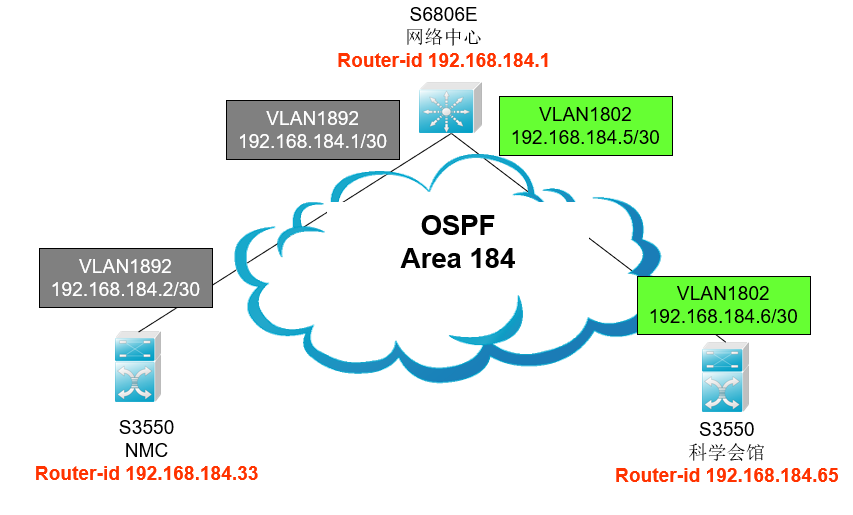 S6806E
网络中心
Router-id 192.168.184.1
VLAN1892
192.168.184.1/30
VLAN1802
192.168.184.5/30
OSPF
Area 184
VLAN1892
192.168.184.2/30
VLAN1802
192.168.184.6/30
S3550
NMC
Router-id 192.168.184.33
S3550
科学会馆
Router-id 192.168.184.65